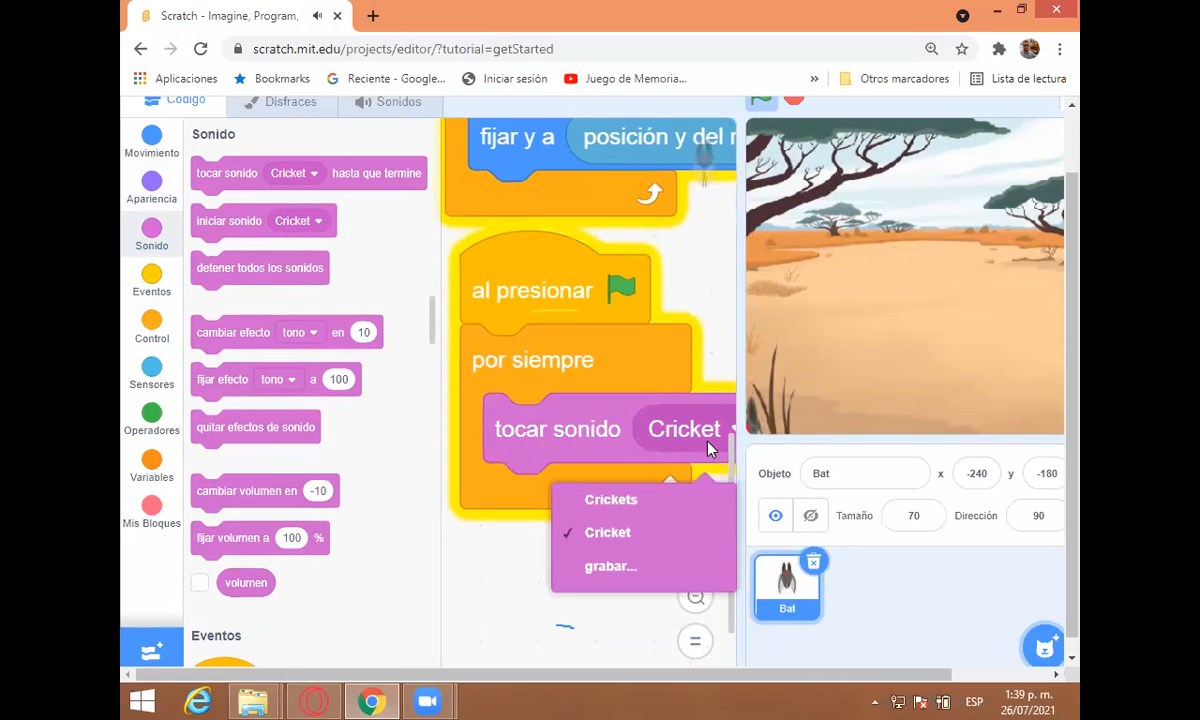 Scratch - Imagine, Program,
scratch.mit.edu/projects/editor/?tutorial=getStarted
Aplicaciones Bookmarks Reciente - Google... Iniciar sesión Juego de Memoria... » Otros marcadores Lista de lectura
Código Disfraces Sonidos
Movimiento
Apariencia
Sonido
Eventos
Control
Sensores
Operadores
Variables
Mis Bloques
Sonido
tocar sonido Cricket hasta que termine
iniciar sonido Cricket
detener todos los sonidos
cambiar efecto tono en 10
fijar efecto tono a 100
quitar efectos de sonido
cambiar volumen en -10
fijar volumen a 100 %
volumen
Eventos
fijar y a posición y del r
al presionar
por siempre
tocar sonido Cricket
Crickets
✓ Cricket
grabar...
Objeto Bat x -240 y -180
Tamaño 70 Dirección 90
Bat
ESP
1:39 p. m.
26/07/2021